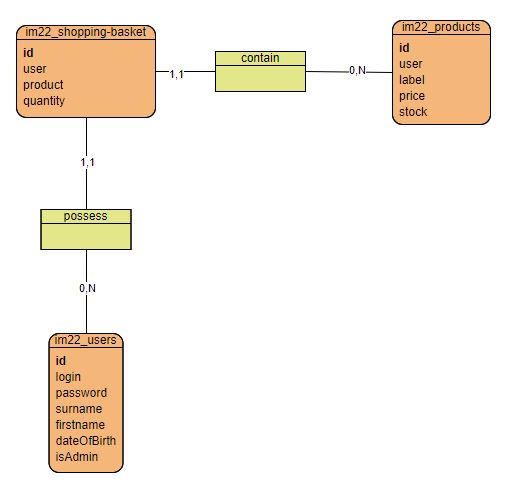 im22_shopping-basket
id
user
product
quantity
1,1
contain
0,N
im22_products
id
user
label
price
stock
1,1
possess
0,N
im22_users
id
login
password
surname
firstname
dateOfBirth
isAdmin